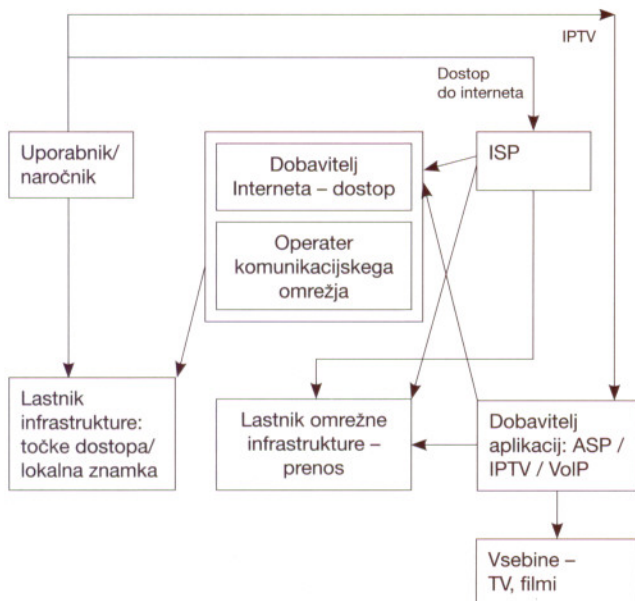 IPTV
Dostop
do interneta
Uporabnik/
naročnik
Dobavitelj
Interneta – dostop
Operater
komunikacijskega
omrežja
ISP
Lastnik
infrastrukture:
točke dostopa/
lokalna znamka
Lastnik omrežne
infrastrukture –
prenos
Dobavitelj
aplikacij: ASP /
IPTV / VoIP
Vsebine –
TV, filmi